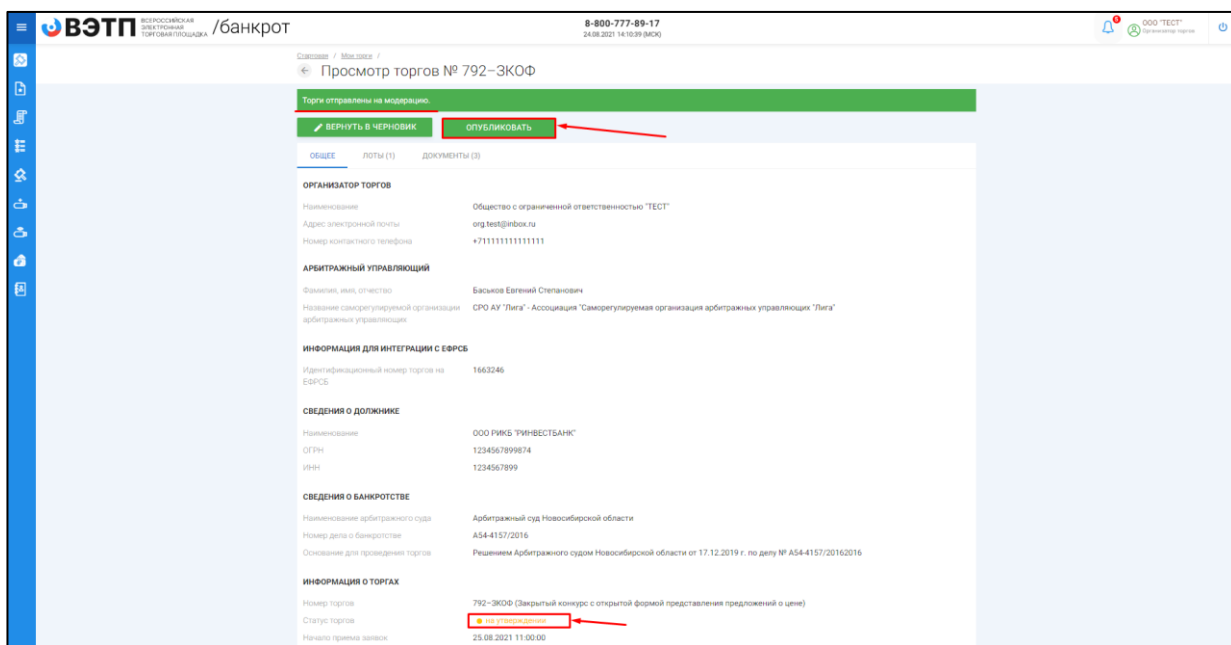 ВЭТП ВСЕРОССИЙСКАЯ ЭЛЕКТРОННАЯ ТОРГОВАЯ ПЛОЩАДКА /банкрот
8-800-777-89-17
24.08.2021 14:10:39 (МСК)
ООО "ТЕСТ"
Организатор торгов
Стартовая / Мои торги /
Просмотр торгов № 792–ЗКОФ
Торги отправлены на модерацию.
ВЕРНУТЬ В ЧЕРНОВИК ОПУБЛИКОВАТЬ
ОБЩЕЕ ЛОТЫ (1) ДОКУМЕНТЫ (3)
ОРГАНИЗАТОР ТОРГОВ
Наименование Общество с ограниченной ответственностью "ТЕСТ"
Адрес электронной почты org.test@inbox.ru
Номер контактного телефона +711111111111111
АРБИТРАЖНЫЙ УПРАВЛЯЮЩИЙ
Фамилия, имя, отчество Баськов Евгений Степанович
Название саморегулируемой организации арбитражных управляющих СРО АУ "Лига" - Ассоциация "Саморегулируемая организация арбитражных управляющих "Лига"
ИНФОРМАЦИЯ ДЛЯ ИНТЕГРАЦИИ С ЕФРСБ
Идентификационный номер торгов на ЕФРСБ 1663246
СВЕДЕНИЯ О ДОЛЖНИКЕ
Наименование ООО РИКБ "РИНВЕСТБАНК"
ОГРН 1234567899874
ИНН 1234567899
СВЕДЕНИЯ О БАНКРОТСТВЕ
Наименование арбитражного суда Арбитражный суд Новосибирской области
Номер дела о банкротстве А54-4157/2016
Основание для проведения торгов Решением Арбитражного судом Новосибирской области от 17.12.2019 г. по делу № А54-4157/20162016
ИНФОРМАЦИЯ О ТОРГАХ
Номер торгов 792–ЗКОФ (Закрытый конкурс с открытой формой представления предложений о цене)
Статус торгов на утверждении
Начало приема заявок 25.08.2021 11:00:00